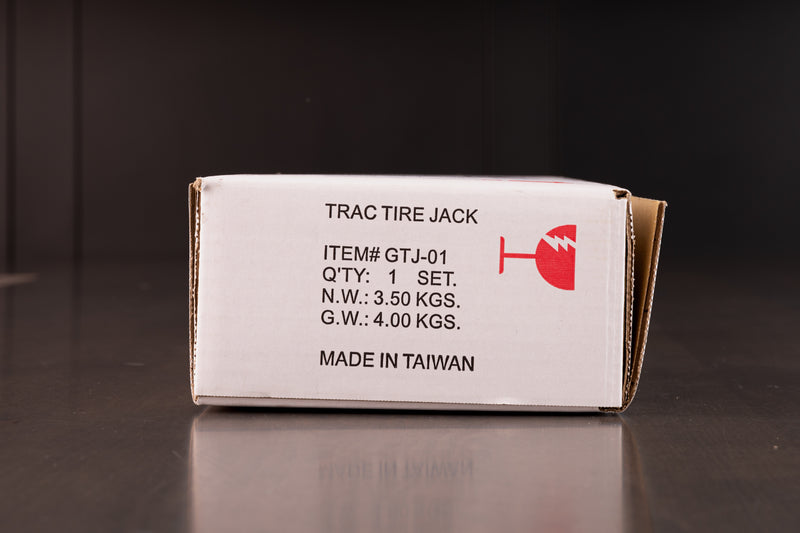 TRAC TIRE JACK
ITEM# GTJ-01
Q'TY: 1 SET.
N.W.: 3.50 KGS.
G.W.: 4.00 KGS.
MADE IN TAIWAN